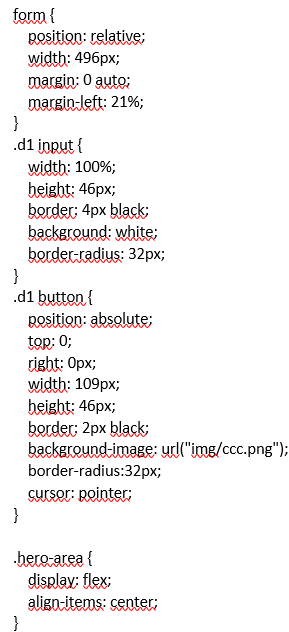 form {
position: relative;
width: 496px;
margin: 0 auto;
margin-left: 21%;
}
.d1 input {
width: 100%;
height: 46px;
border: 4px black;
background: white;
border-radius: 32px;
}
.d1 button {
position: absolute;
top: 0;
right: 0px;
width: 109px;
height: 46px;
border: 2px black;
background-image: url("img/ccc.png");
border-radius:32px;
cursor: pointer;
}
.hero-area {
display: flex;
align-items: center;
}